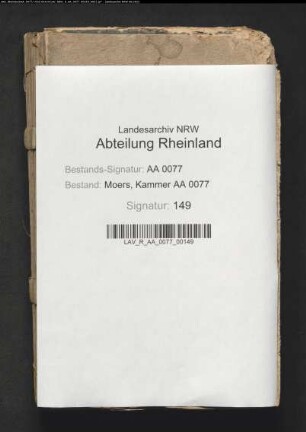 Landesarchiv NRW
Abteilung Rheinland
Bestands-Signatur: AA 0077
Bestand: Moers, Kammer AA 0077
Signatur: 149
LAV_R_AA_0077_00149